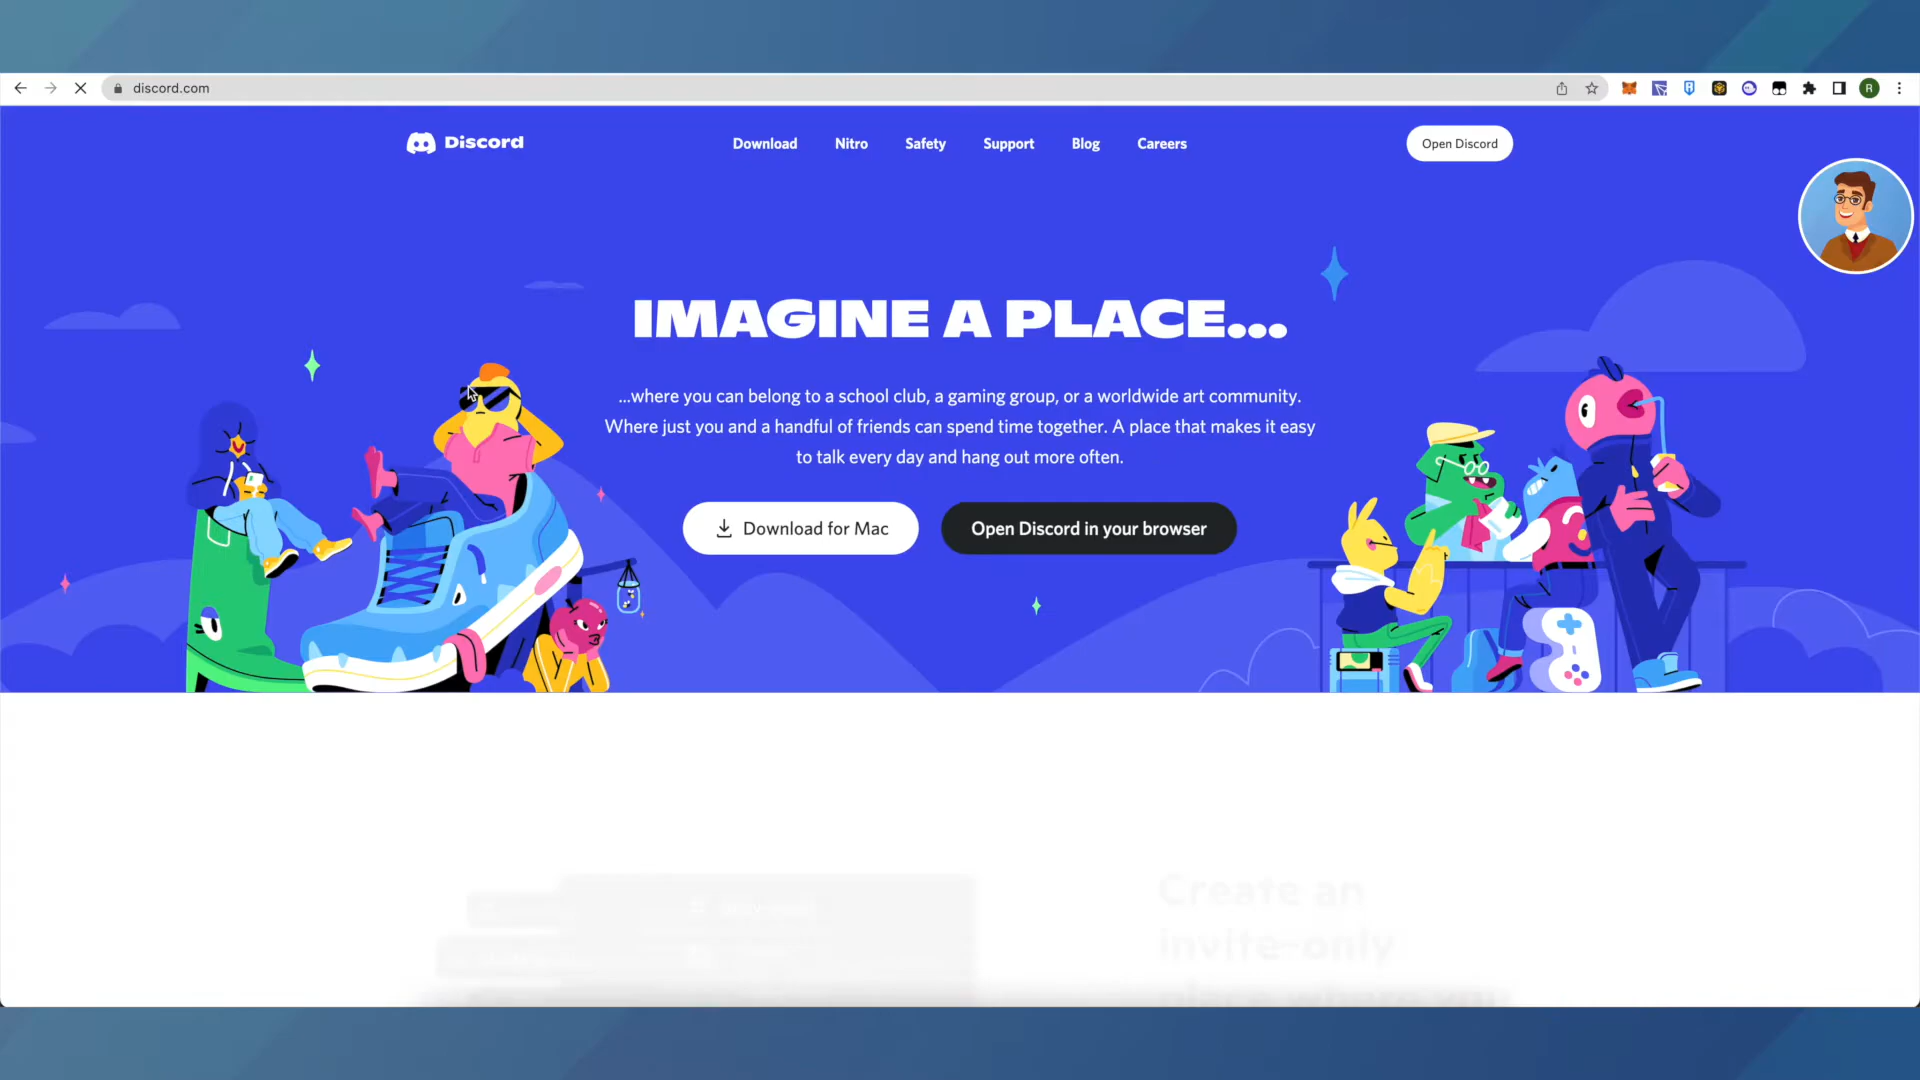 discord.com
R
Discord
Download
Nitro
Safety
Support
Blog
Careers
Open Discord
IMAGINE A PLACE...
...where you can belong to a school club, a gaming group, or a worldwide art community.
Where just you and a handful of friends can spend time together. A place that makes it easy
to talk every day and hang out more often.
Download for Mac
Open Discord in your browser
Create an
invite-only
place where you